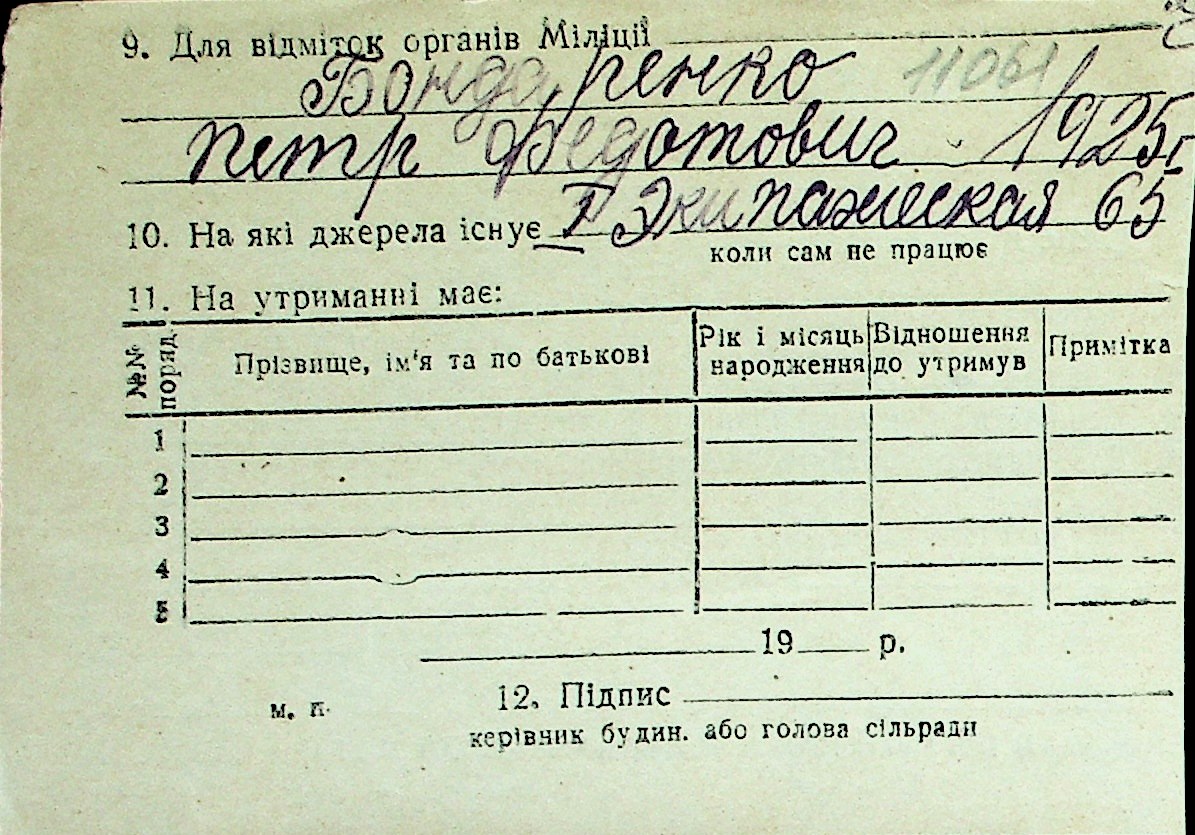 9. Для відміток органів Міліції
Бондаренко 11061
петр Федотович 1925г
10. На які джерела існує I Экипажеская 65
коли сам не працює
11. На утриманні має:
№№ поряд. Прізвище, ім'я та по батькові Рік і місяць народження Відношення до утримув Примітка
1
2
3
4
5
19 р.
м. п. 12. Підпис
керівник будин. або голова сільради